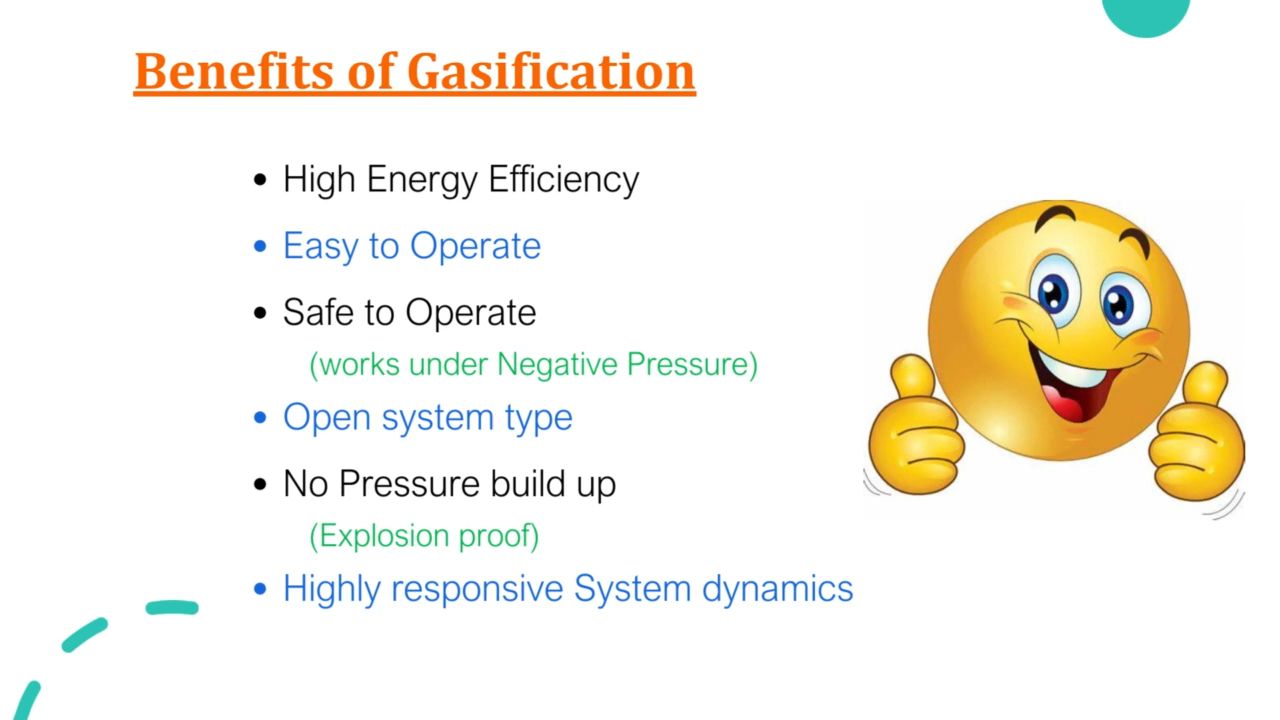 Benefits of Gasification
• High Energy Efficiency
• Easy to Operate
• Safe to Operate
(works under Negative Pressure)
• Open system type
• No Pressure build up
(Explosion proof)
• Highly responsive System dynamics